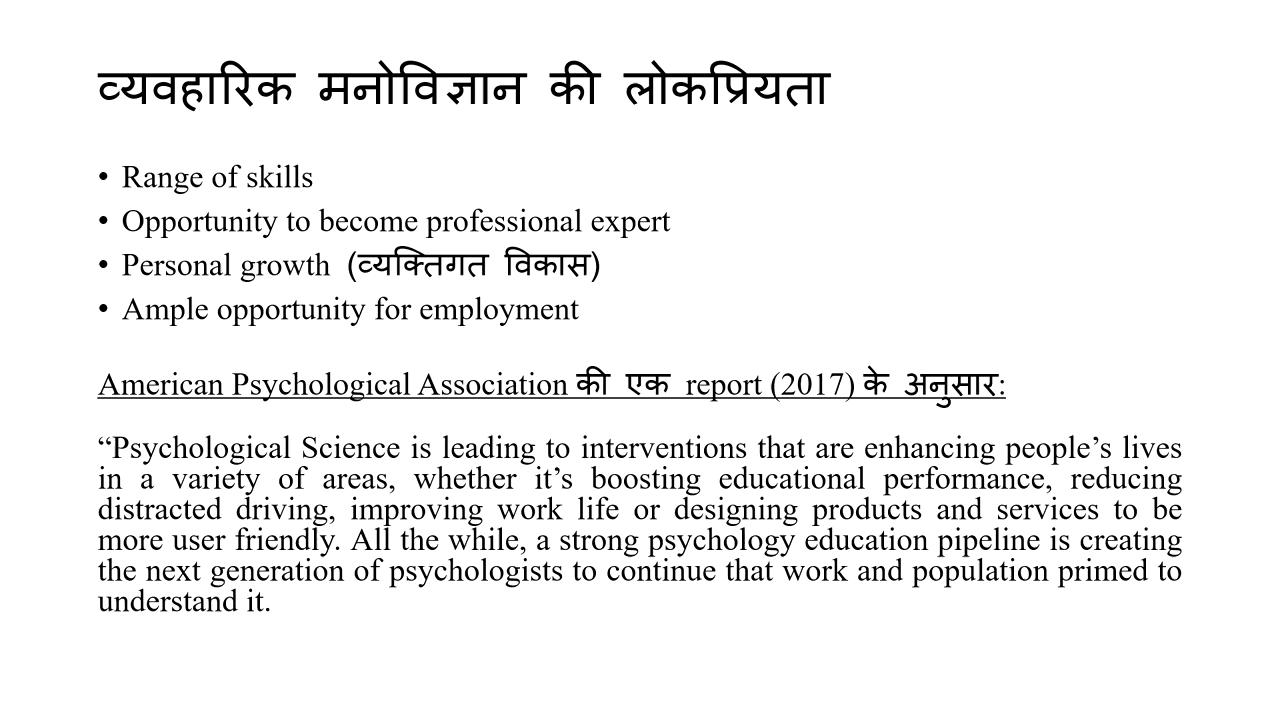 व्यवहारिक मनोविज्ञान की लोकप्रियता
• Range of skills
• Opportunity to become professional expert
• Personal growth (व्यक्तिगत विकास)
• Ample opportunity for employment
American Psychological Association की एक report (2017) के अनुसार:
“Psychological Science is leading to interventions that are enhancing people’s lives
in a variety of areas, whether it’s boosting educational performance, reducing
distracted driving, improving work life or designing products and services to be
more user friendly. All the while, a strong psychology education pipeline is creating
the next generation of psychologists to continue that work and population primed to
understand it.